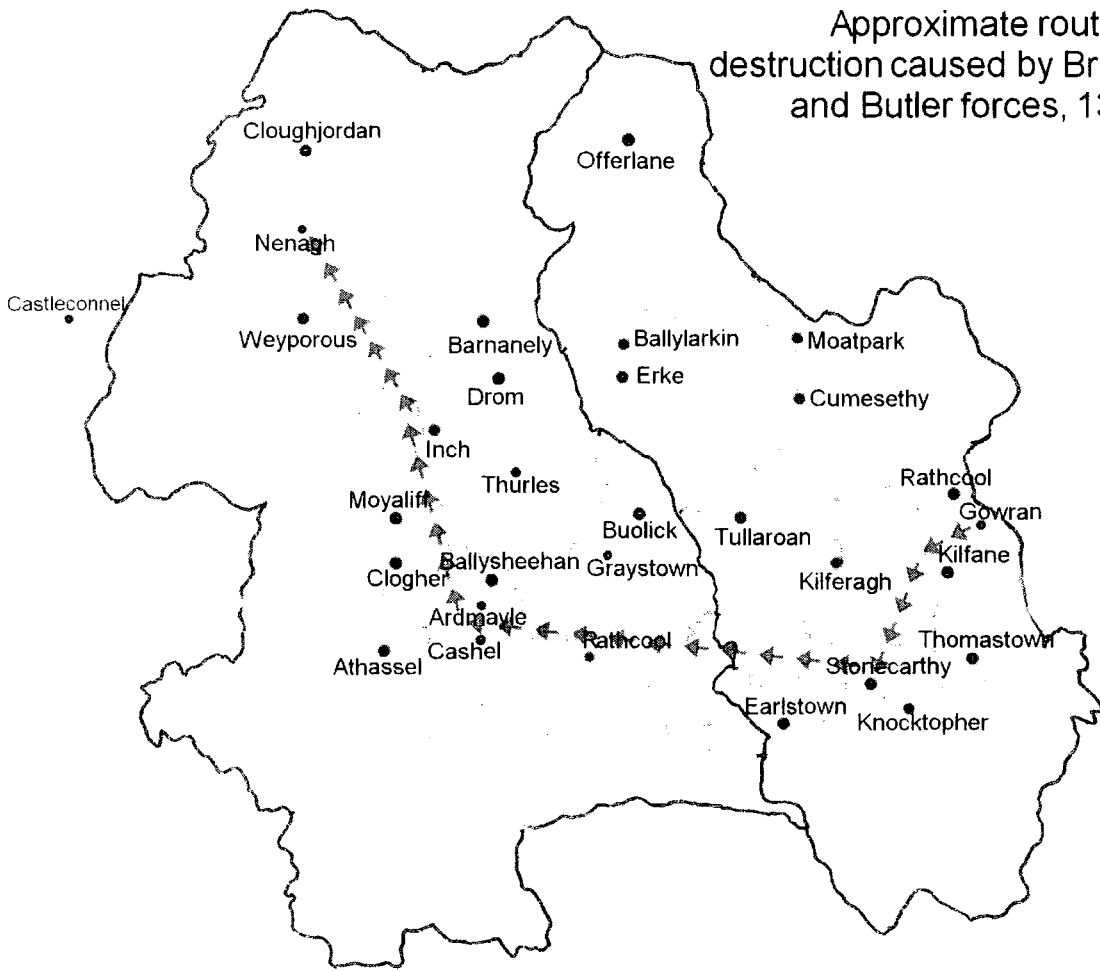 Approximate rout
destruction caused by Br
and Butler forces, 13
Cloughjordan
Offerlane
Nenagh
Castleconnel
Weyporous
Barnanely
Ballylarkin
Moatpark
Erke
Drom
Cumesethy
Inch
Thurles
Rathcool
Moyaliff
Gowran
Buolick
Tullaroan
Kilfane
Ballysheehan
Graystown
Clogher
Kilferagh
Ardmayle
Cashel
Rathcool
Thomastown
Athassel
Stonecarthy
Earlstown
Knocktopher